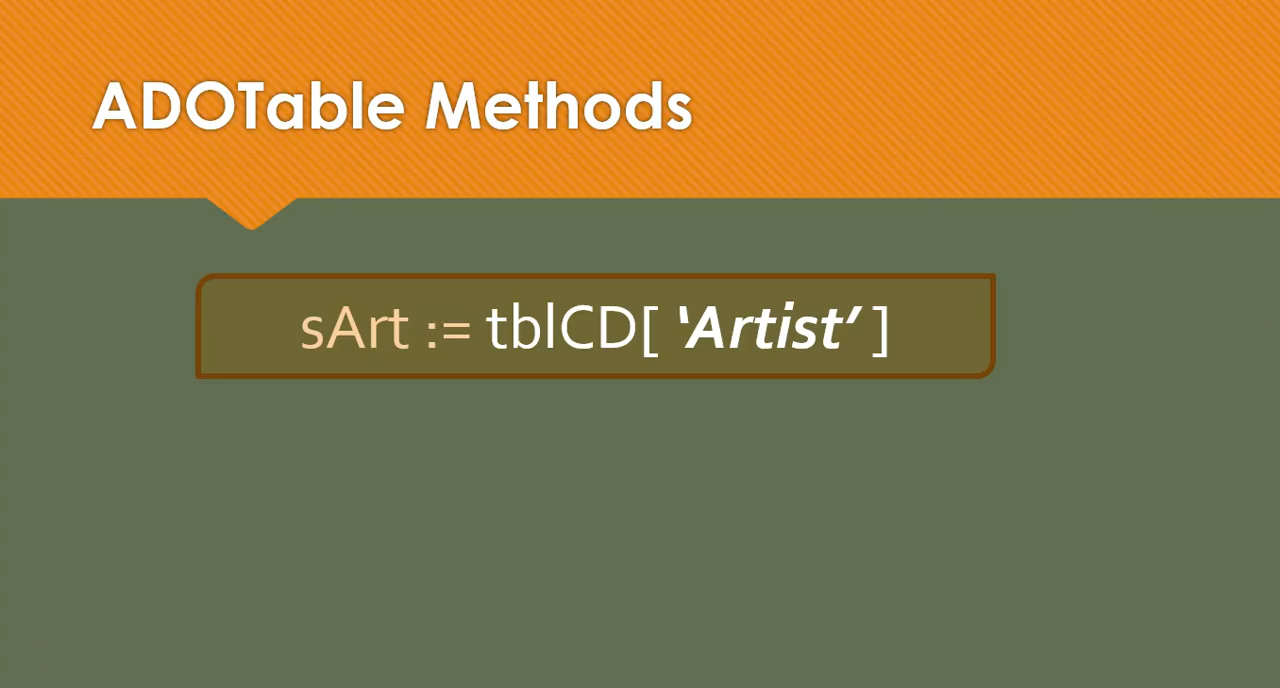 ADOTable Methods
sArt := tblCD[ ‘Artist’ ]